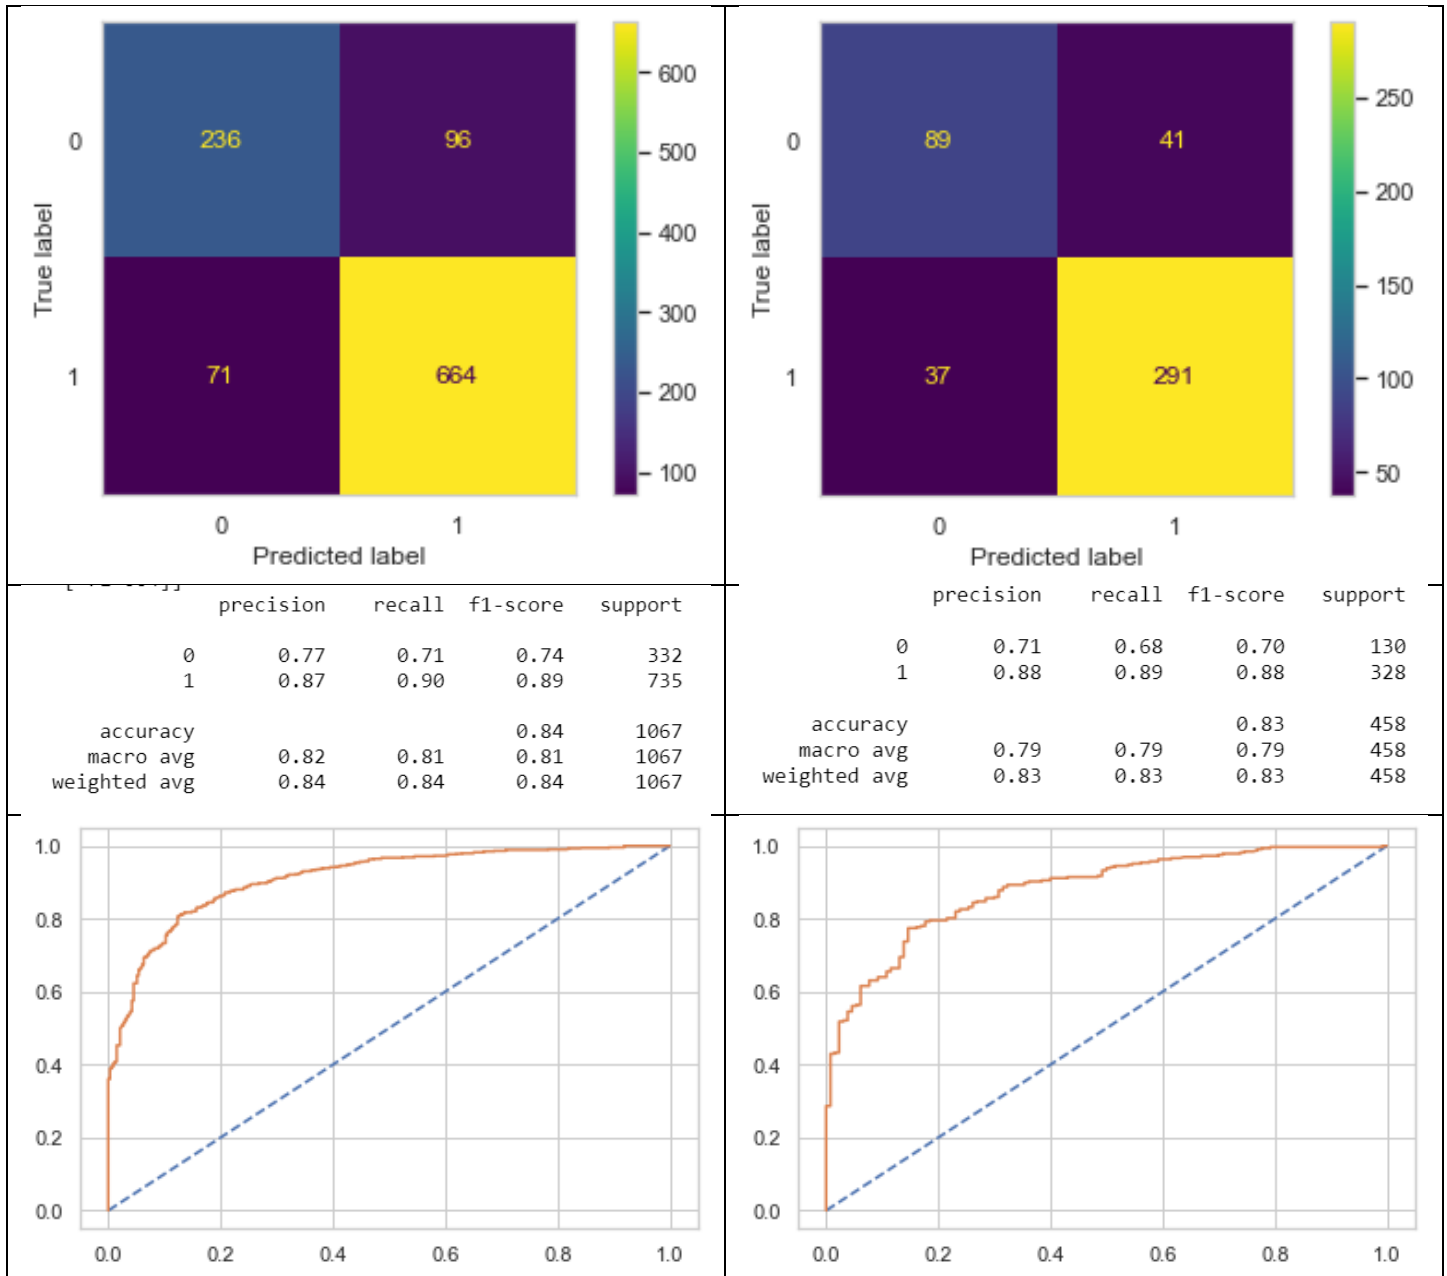 600
500
400
300
200
100
0
236
96
1
71
664
True label
0
1
Predicted label
250
200
150
100
50
0
89
41
1
37
291
True label
0
1
Predicted label
precision recall f1-score support
0 0.77 0.71 0.74 332
1 0.87 0.90 0.89 735
accuracy 0.84 1067
macro avg 0.82 0.81 0.81 1067
weighted avg 0.84 0.84 0.84 1067
precision recall f1-score support
0 0.71 0.68 0.70 130
1 0.88 0.89 0.88 328
accuracy 0.83 458
macro avg 0.79 0.79 0.79 458
weighted avg 0.83 0.83 0.83 458
1.0
0.8
0.6
0.4
0.2
0.0
0.0 0.2 0.4 0.6 0.8 1.0
1.0
0.8
0.6
0.4
0.2
0.0
0.0 0.2 0.4 0.6 0.8 1.0